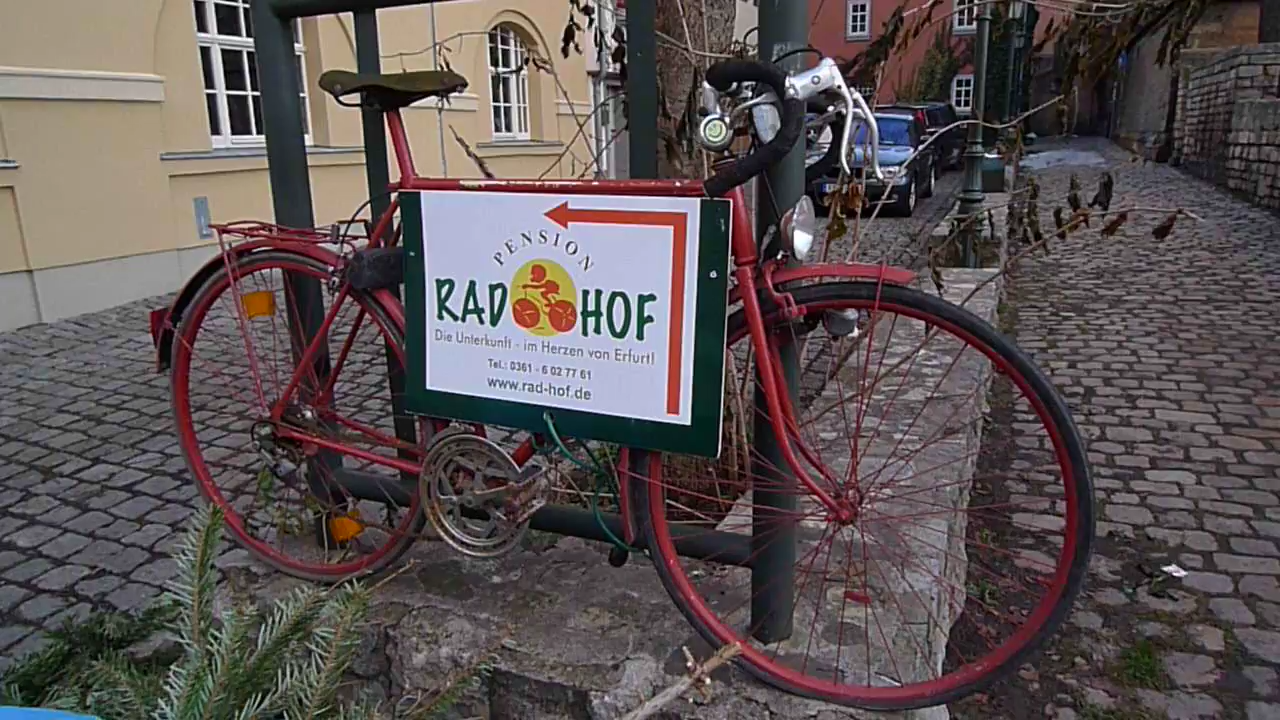 PENSION
RAD HOF
Die Unterkunft - im Herzen von Erfurt!
Tel.: 0361 - 6 02 77 61
www.rad-hof.de